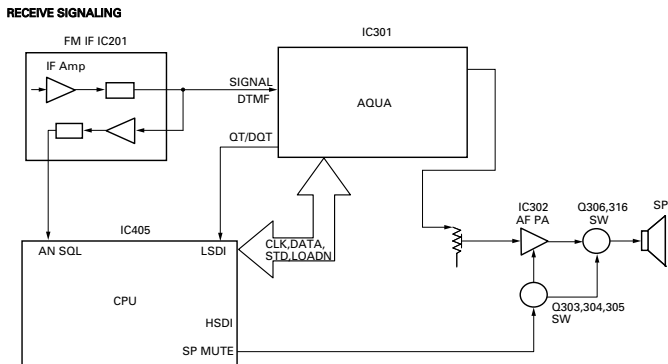 RECEIVE SIGNALING
FM IF IC201
IF Amp
IC301
AQUA
SIGNAL
DTMF
QT/DQT
IC302
AF PA
Q306,316
SW
SP
IC405
AN SQL
LSDI
CLK,DATA,
STD,LOADN
CPU
HSDI
SP MUTE
Q303,304,305
SW